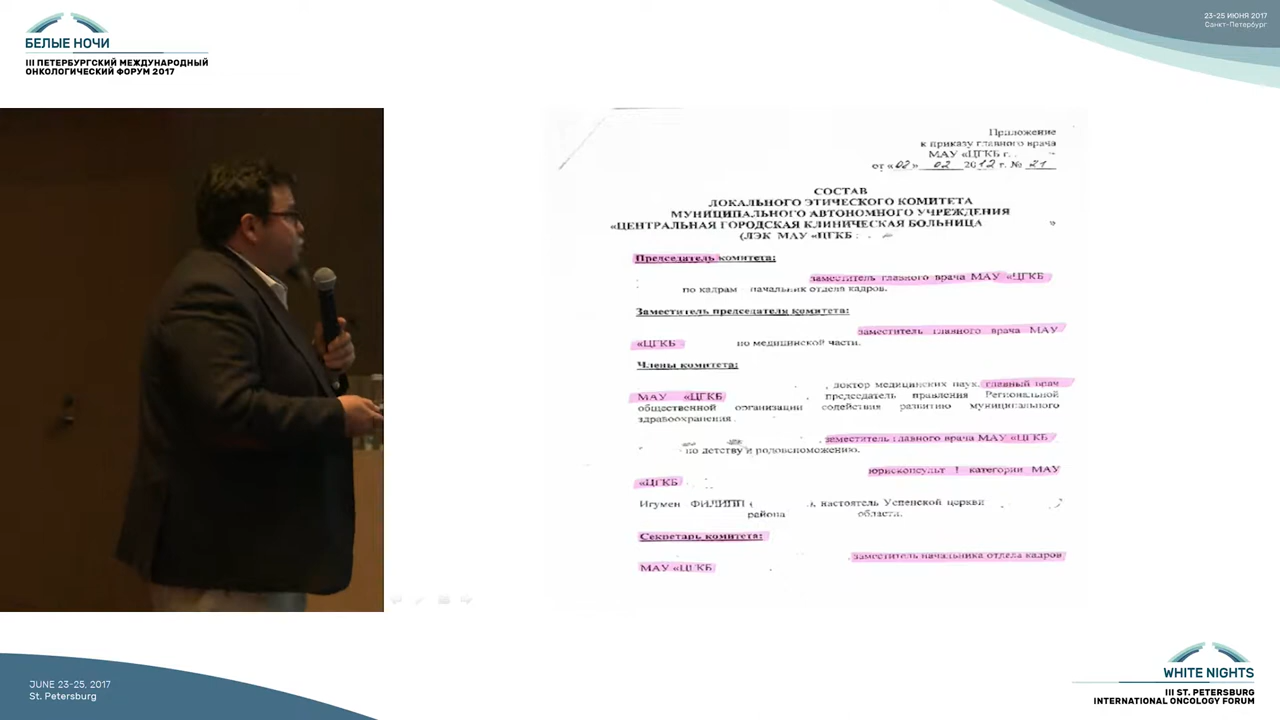 БЕЛЫЕ НОЧИ
III ПЕТЕРБУРГСКИЙ МЕЖДУНАРОДНЫЙ
ОНКОЛОГИЧЕСКИЙ ФОРУМ 2017
23-25 ИЮНЯ 2017
Санкт-Петербург
Приложение
к приказу главного врача
МАУ «ЦГКБ г.
от «02» 02 2012 г. № 21
СОСТАВ
ЛОКАЛЬНОГО ЭТИЧЕСКОГО КОМИТЕТА
МУНИЦИПАЛЬНОГО АВТОНОМНОГО УЧРЕЖДЕНИЯ
«ЦЕНТРАЛЬНАЯ ГОРОДСКАЯ КЛИНИЧЕСКАЯ БОЛЬНИЦА »
(ЛЭК МАУ «ЦГКБ
Председатель комитета:
заместитель главного врача МАУ «ЦГКБ
по кадрам – начальник отдела кадров.
Заместитель председателя комитета:
заместитель главного врача МАУ
«ЦГКБ по медицинской части.
Члены комитета:
, доктор медицинских наук, главный врач
МАУ «ЦГКБ , председатель правления Региональной
общественной организации содействия развитию муниципального
здравоохранения
, заместитель главного врача МАУ «ЦГКБ
по детству и родовспоможению.
юрисконсульт I категории МАУ
«ЦГКБ
Игумен ФИЛИПП ( ), настоятель Успенской церкви
района области.
Секретарь комитета:
, заместитель начальника отдела кадров
МАУ «ЦГКБ
JUNE 23-25, 2017
St. Petersburg
WHITE NIGHTS
III ST. PETERSBURG
INTERNATIONAL ONCOLOGY FORUM